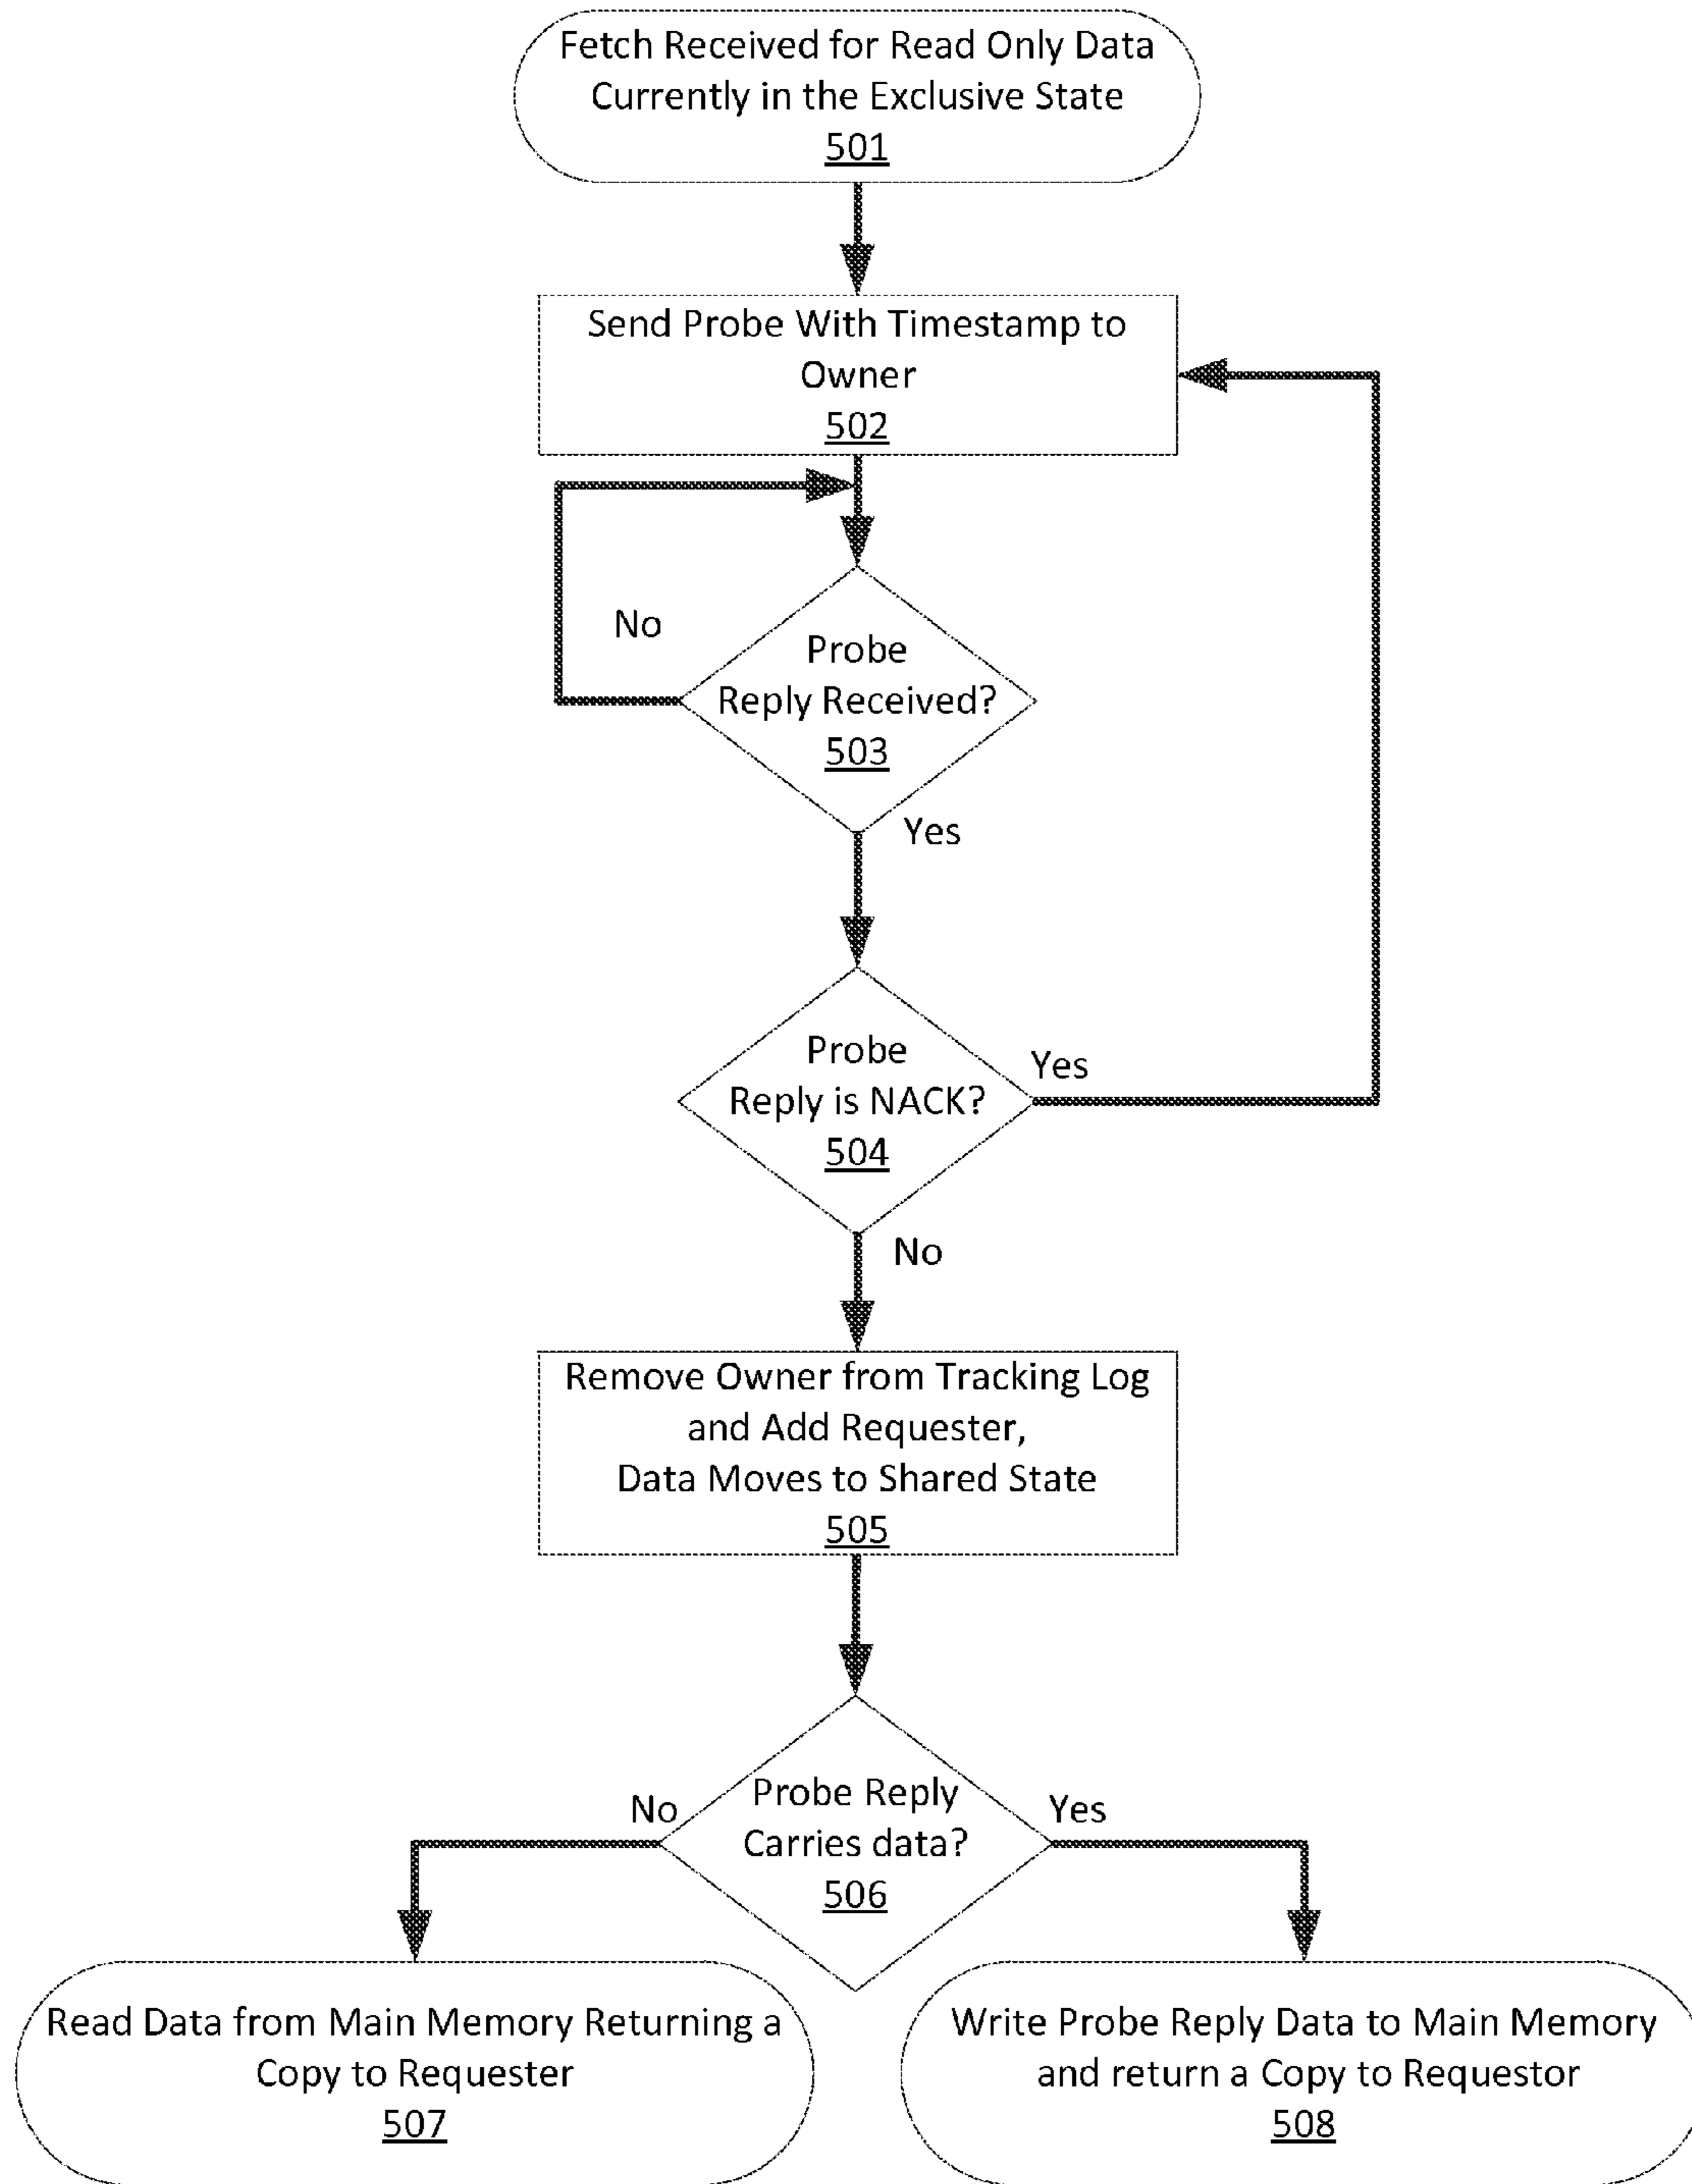 Fetch Received for Read Only Data
Currently in the Exclusive State
501
Send Probe With Timestamp to
Owner
502
No
Probe
Reply Received?
503
Yes
Probe
Reply is NACK?
504
Yes
No
Remove Owner from Tracking Log
and Add Requester,
Data Moves to Shared State
505
Probe Reply
Carries data?
506
No
Yes
Read Data from Main Memory Returning a
Copy to Requester
507
Write Probe Reply Data to Main Memory
and return a Copy to Requestor
508